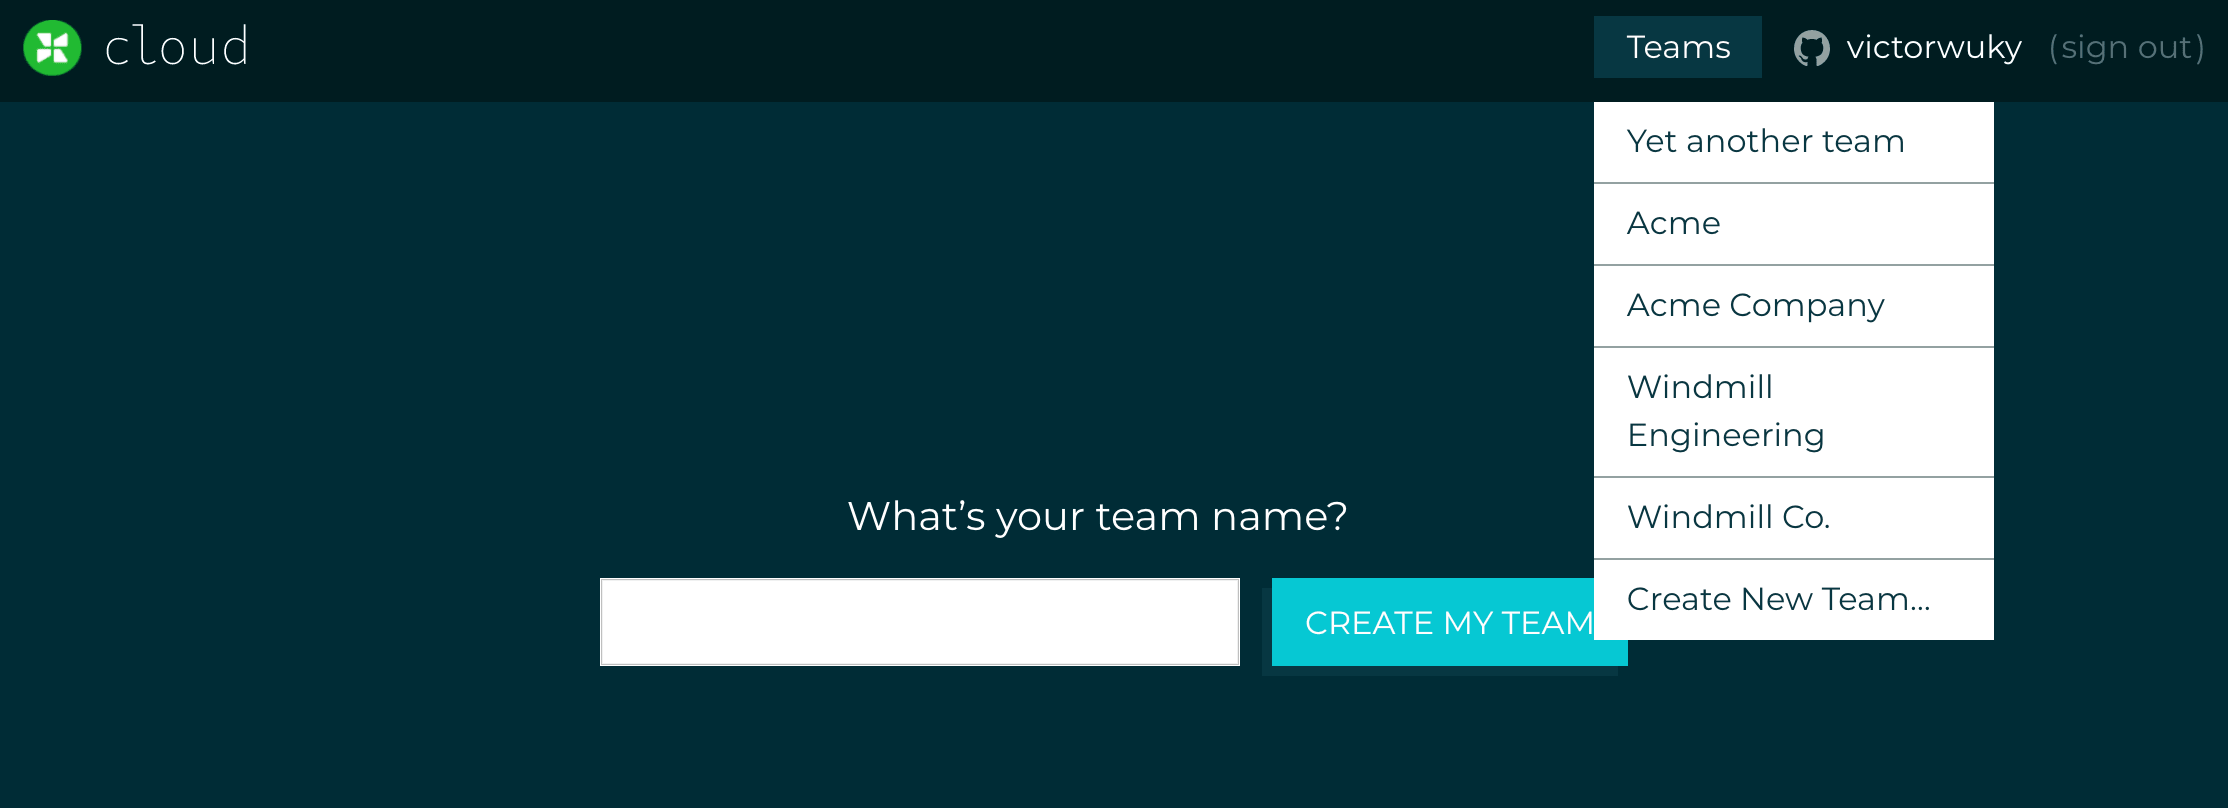 cloud
Teams
victorwuky (sign out)
Yet another team
Acme
Acme Company
Windmill
Engineering
Windmill Co.
Create New Team...
What’s your team name?
CREATE MY TEAM